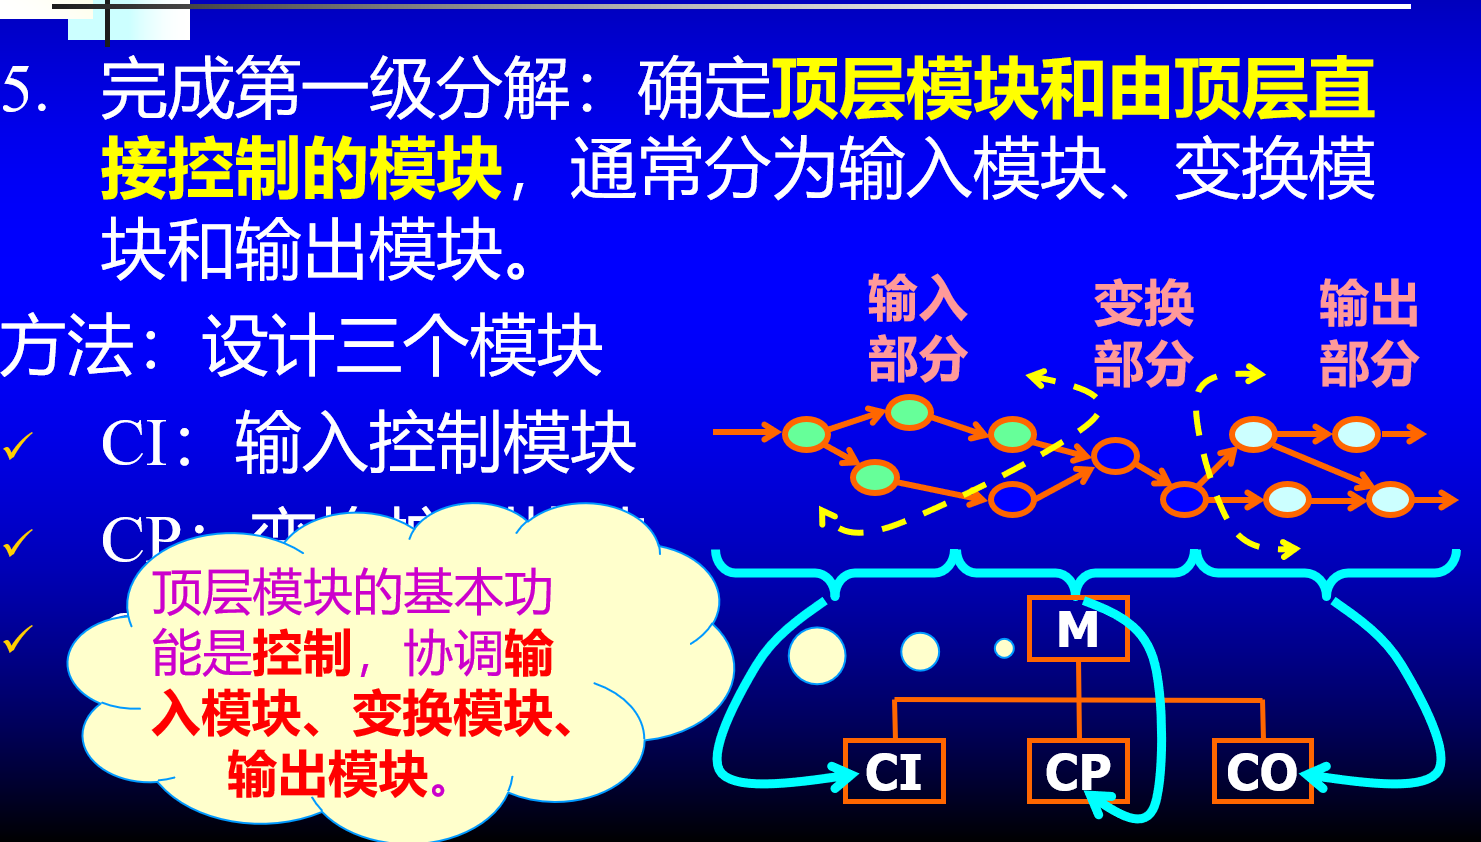 5. 完成第一级分解：确定顶层模块和由顶层直
接控制的模块，通常分为输入模块、变换模
块和输出模块。
方法：设计三个模块
CI：输入控制模块
CP：变换
顶层模块的基本功
能是控制，协调输
入模块、变换模块、
输出模块。
输入
部分
变换
部分
输出
部分
M
CI
CP
CO